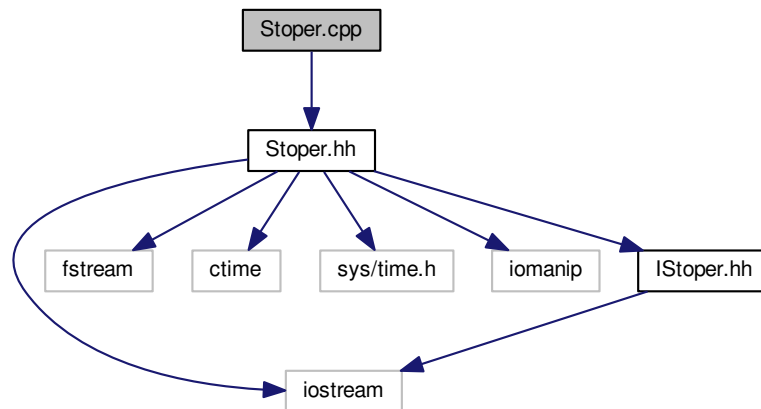 Stoper.cpp
Stoper.hh
fstream
ctime
sys/time.h
iomanip
IStoper.hh
iostream